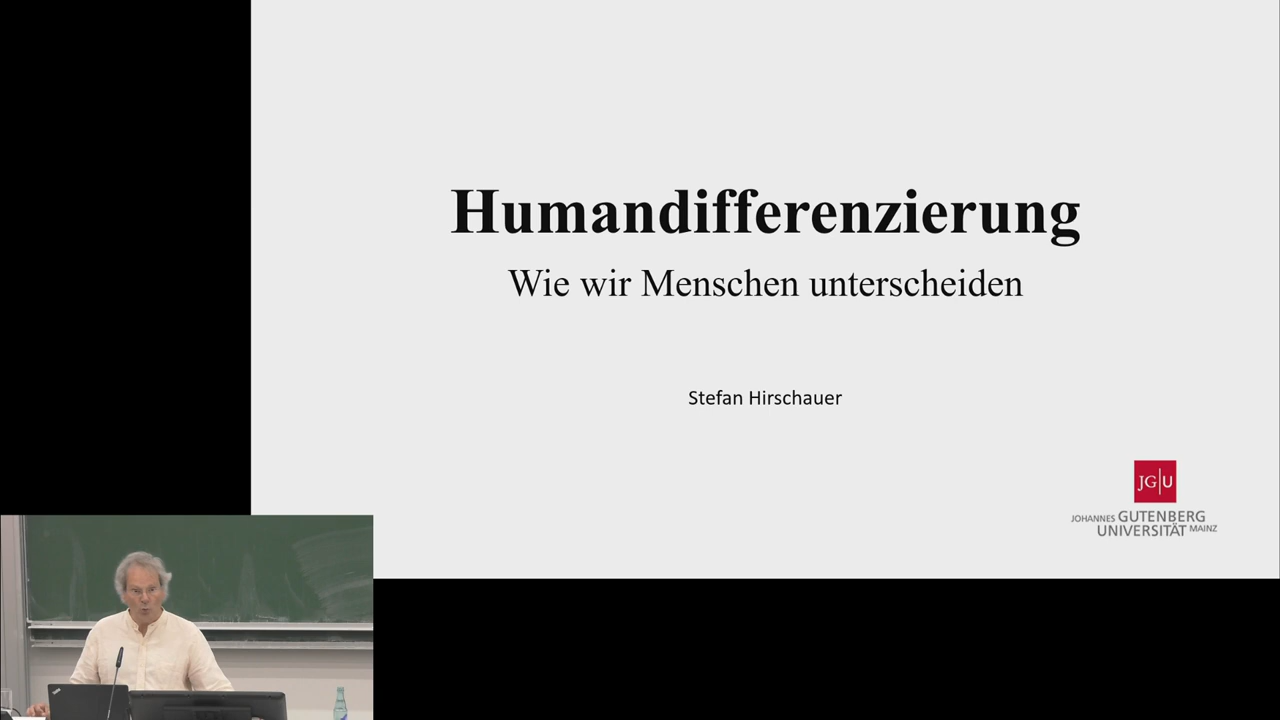 Humandifferenzierung
Wie wir Menschen unterscheiden
Stefan Hirschauer
JG|U
JOHANNES GUTENBERG
UNIVERSITÄT MAINZ